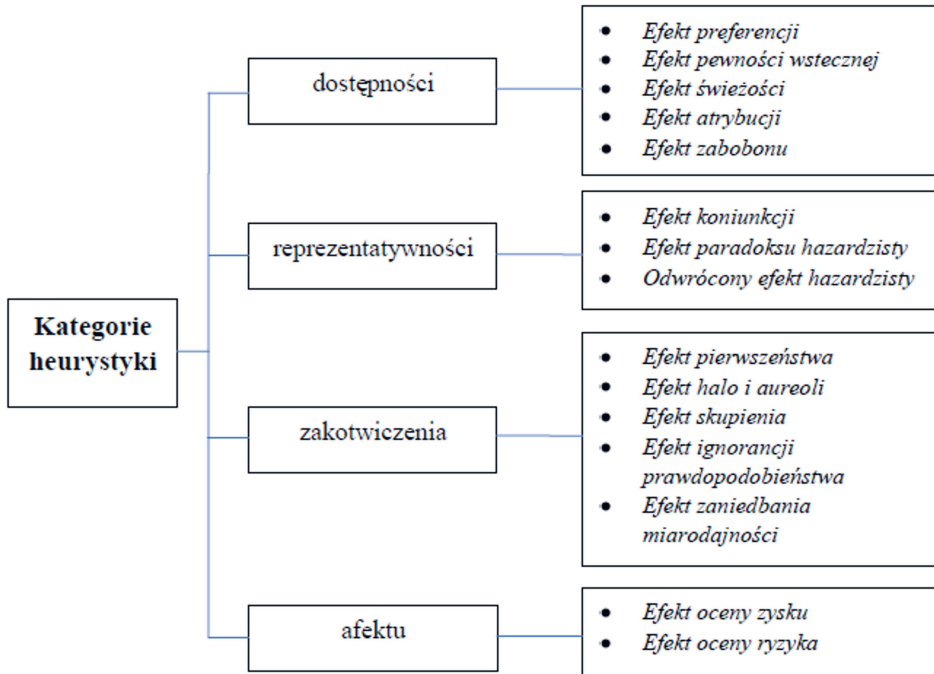 Kategorie
heurystyki
dostępności
• Efekt preferencji
• Efekt pewności wstecznej
• Efekt świeżości
• Efekt atrybucji
• Efekt zabobonu
reprezentatywności
• Efekt koniunkcji
• Efekt paradoksu hazardzisty
• Odwrócony efekt hazardzisty
zakotwiczenia
• Efekt pierwszeństwa
• Efekt halo i aureoli
• Efekt skupienia
• Efekt ignorancji
prawdopodobieństwa
• Efekt zaniedbania
miarodajności
afektu
• Efekt oceny zysku
• Efekt oceny ryzyka